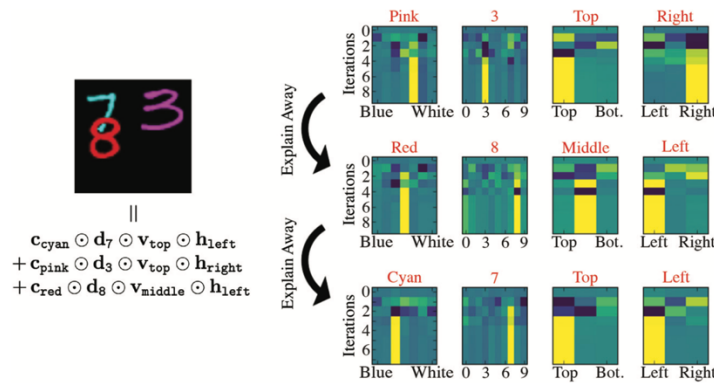 Pink 3 Top Right
Iterations
0
2
4
6
8
Blue White 0 3 6 9 Top Bot. Left Right
Explain Away
Red 8 Middle Left
Iterations
0
2
4
6
8
Blue White 0 3 6 9 Top Bot. Left Right
Explain Away
Cyan 7 Top Left
Iterations
0
2
4
6
Blue White 0 3 6 9 Top Bot. Left Right
7 3
8
=
c_cyan ⊙ d_7 ⊙ v_top ⊙ h_left
+ c_pink ⊙ d_3 ⊙ v_top ⊙ h_right
+ c_red ⊙ d_8 ⊙ v_middle ⊙ h_left